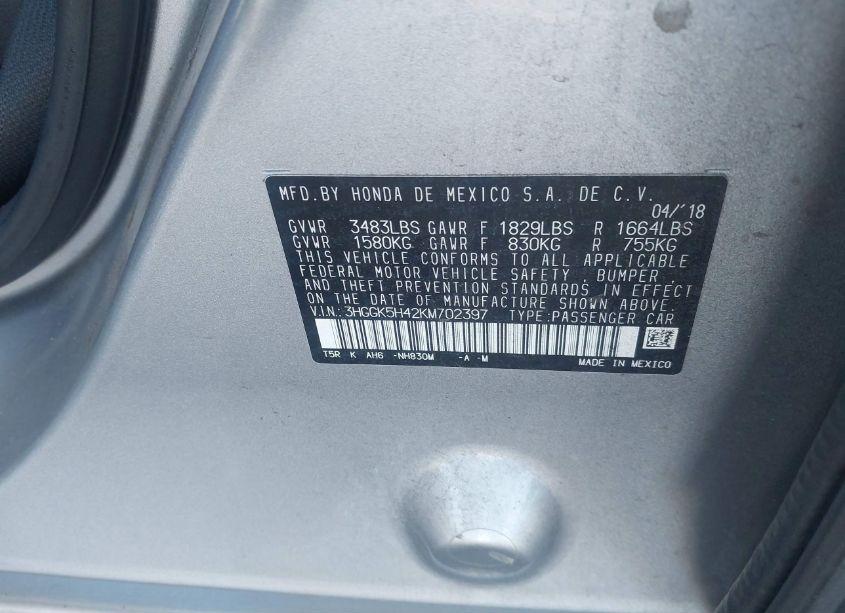 MFD.BY HONDA DE MEXICO S.A. DE C.V.
04/'18
GVWR 3483LBS GAWR F 1829LBS R 1664LBS
GVWR 1580KG GAWR F 830KG R 755KG
THIS VEHICLE CONFORMS TO ALL APPLICABLE
FEDERAL MOTOR VEHICLE SAFETY , BUMPER ,
AND THEFT PREVENTION STANDARDS IN EFFECT
ON THE DATE OF MANUFACTURE SHOWN ABOVE.
V.I.N.:3HGGK5H42KM702397 TYPE:PASSENGER CAR
T5R K AH6 -NH830M -A -M
MADE IN MEXICO